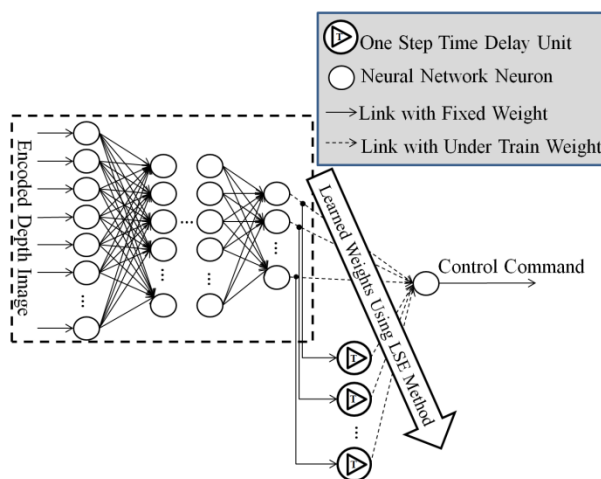 One Step Time Delay Unit
Neural Network Neuron
Link with Fixed Weight
Link with Under Train Weight
Encoded Depth Image
Learned Weights Using LSE Method
Control Command
T
T
T
T